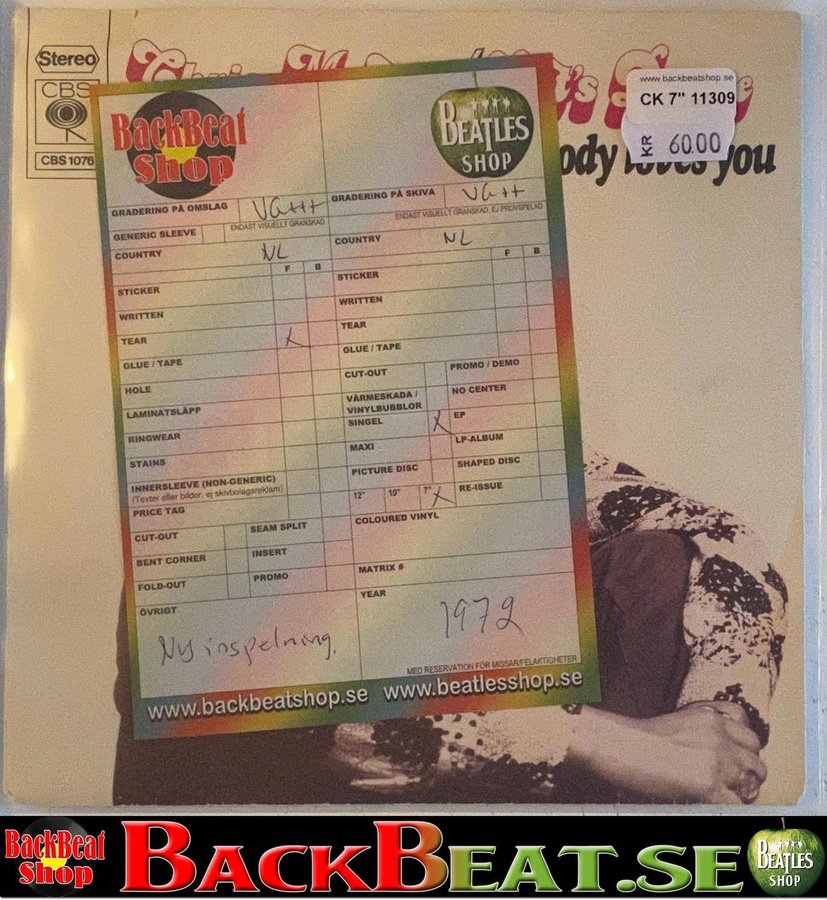 Stereo
CBS
CBS 1076
Chris
's
ody loves you
www.backbeatshop.se
CK 7" 11309
KR 60.00
BackBeat
Shop
BEATLES
SHOP
GRADERING PÅ OMSLAG VG+++
ENDAST VISUELLT GRANSKAD
GENERIC SLEEVE
COUNTRY NL
F B
STICKER
WRITTEN
TEAR X
GLUE / TAPE
HOLE
LAMINATSLÄPP
RINGWEAR
STAINS
INNERSLEEVE (NON-GENERIC)
(Texter eller bilder, ej skivbolagsreklam)
PRICE TAG
CUT-OUT SEAM SPLIT
BENT CORNER INSERT
FOLD-OUT PROMO
ÖVRIGT
Nyinspelning.
GRADERING PÅ SKIVA VG++
ENDAST VISUELLT GRANSKAD, EJ PROVSPELAD
COUNTRY NL
F B
STICKER
WRITTEN
TEAR
GLUE / TAPE
CUT-OUT PROMO / DEMO
VÄRMESKADA /
VINYLBUBBLOR NO CENTER
SINGEL X EP
MAXI LP-ALBUM
PICTURE DISC SHAPED DISC
12" 10" 7" X RE-ISSUE
COLOURED VINYL
MATRIX #
YEAR
1972
MED RESERVATION FÖR MISSAR/FELAKTIGHETER
www.backbeatshop.se www.beatlesshop.se
BackBeat
Shop
BACKBEAT.SE
BEATLES
SHOP